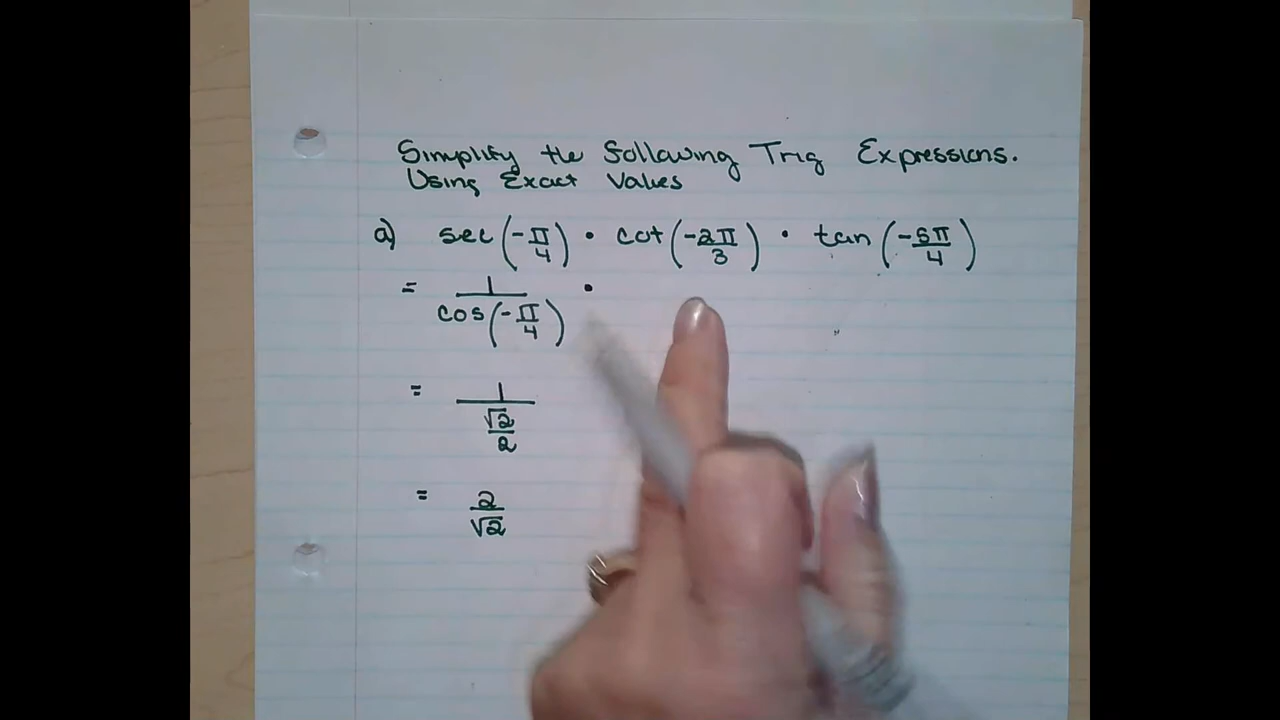 Simplify the Following Trig Expressions.
Using Exact Values
a) sec(-π/4) · cot(-2π/3) · tan(-5π/4)
= 1/cos(-π/4) ·
= 1/(√2/2)
= 2/√2